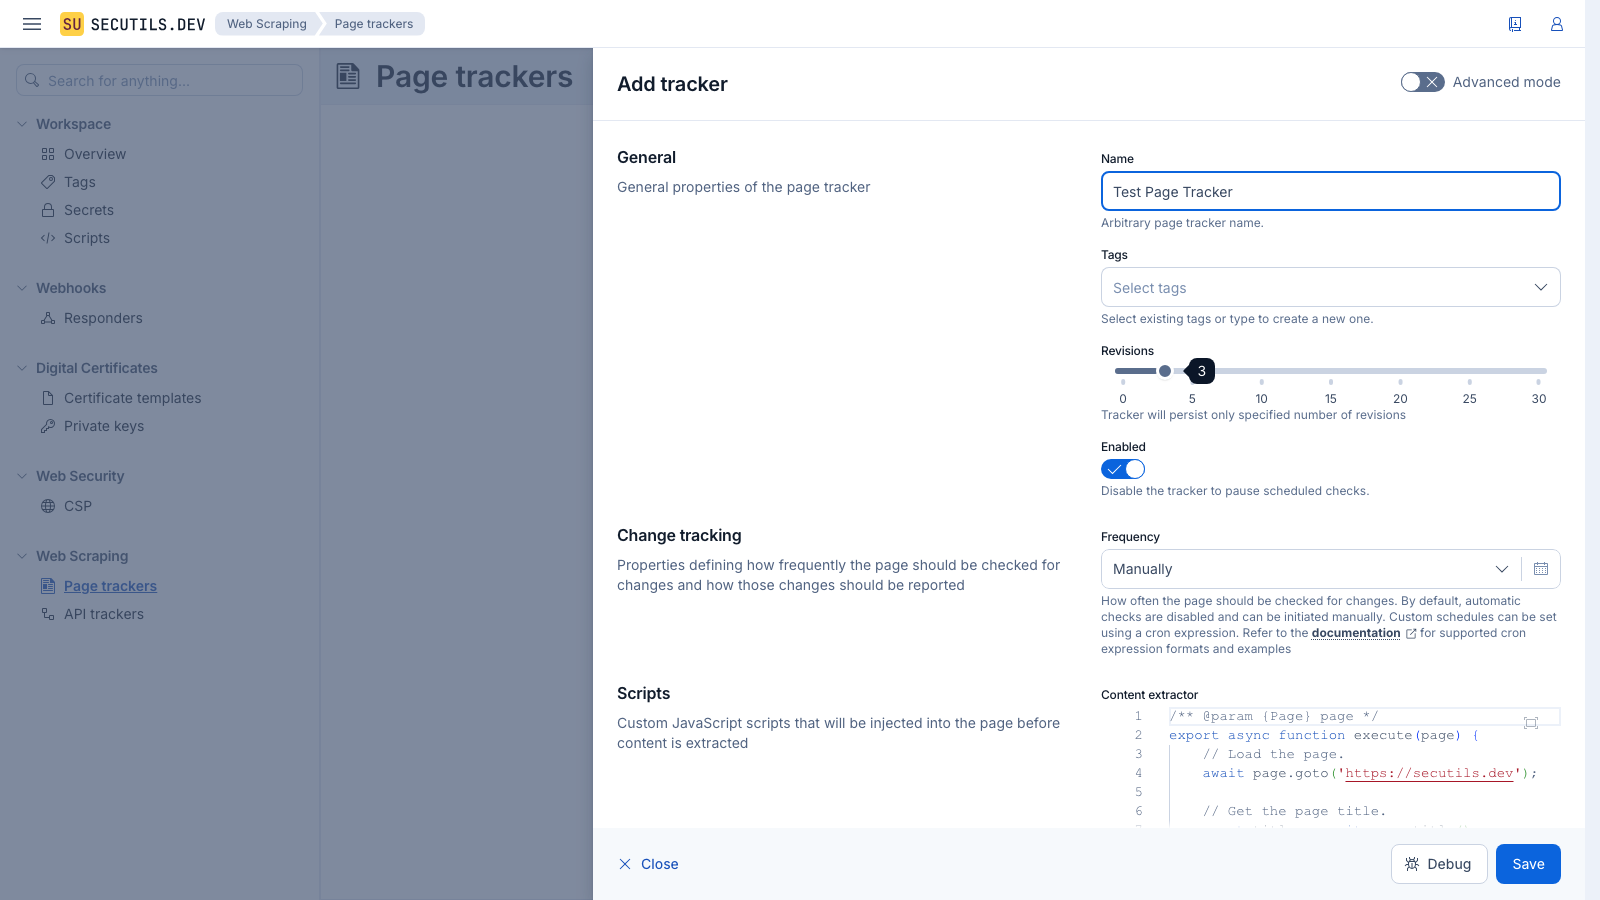 SU SECUTILS.DEV
Web Scraping
Page trackers
Search for anything...
Workspace
Overview
Tags
Secrets
Scripts
Webhooks
Responders
Digital Certificates
Certificate templates
Private keys
Web Security
CSP
Web Scraping
Page trackers
API trackers
Page trackers
Add tracker
Advanced mode
General
General properties of the page tracker
Name
Test Page Tracker
Arbitrary page tracker name.
Tags
Select tags
Select existing tags or type to create a new one.
Revisions
3
0 5 10 15 20 25 30
Tracker will persist only specified number of revisions
Enabled
Disable the tracker to pause scheduled checks.
Change tracking
Properties defining how frequently the page should be checked for
changes and how those changes should be reported
Frequency
Manually
How often the page should be checked for changes. By default, automatic
checks are disabled and can be initiated manually. Custom schedules can be set
using a cron expression. Refer to the documentation for supported cron
expression formats and examples
Scripts
Custom JavaScript scripts that will be injected into the page before
content is extracted
Content extractor
1 /** @param {Page} page */
2 export async function execute(page) {
3 // Load the page.
4 await page.goto('https://secutils.dev');
5
6 // Get the page title.
Close
Debug
Save